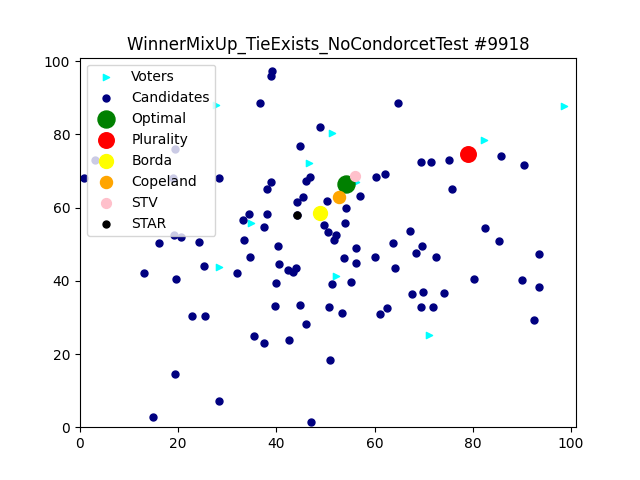 WinnerMixUp_TieExists_NoCondorcetTest #9918
100
80
60
40
20
0
Voters
Candidates
Optimal
Plurality
Borda
Copeland
STV
STAR
0 20 40 60 80 100